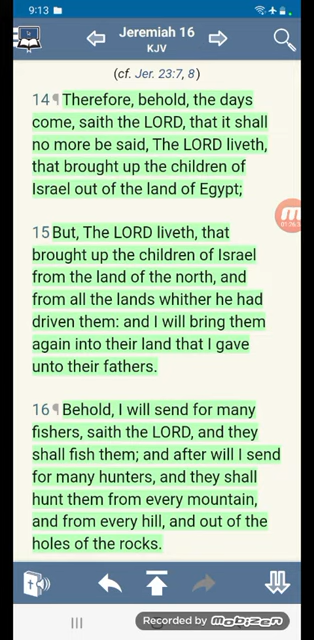 9:13
Jeremiah 16
KJV
(cf. Jer. 23:7, 8)
14¶ Therefore, behold, the days
come, saith the LORD, that it shall
no more be said, The LORD liveth,
that brought up the children of
Israel out of the land of Egypt;
15 But, The LORD liveth, that
brought up the children of Israel
from the land of the north, and
from all the lands whither he had
driven them: and I will bring them
again into their land that I gave
unto their fathers.
16¶ Behold, I will send for many
fishers, saith the LORD, and they
shall fish them; and after will I send
for many hunters, and they shall
hunt them from every mountain,
and from every hill, and out of the
holes of the rocks.
Recorded by mobizen